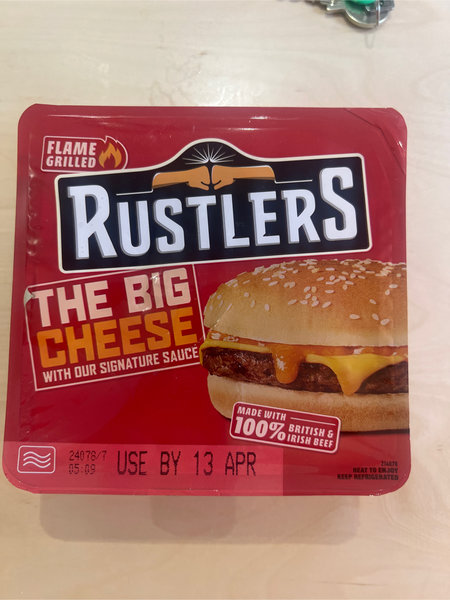 FLAME
GRILLED
RUSTLERS
THE BIG
CHEESE
WITH OUR SIGNATURE SAUCE
MADE WITH
100% BRITISH &
IRISH BEEF
24078/7
05:09
USE BY 13 APR
HEAT TO ENJOY
KEEP REFRIGERATED